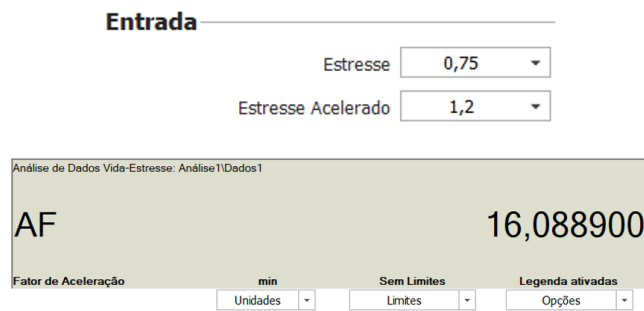 Entrada
Estresse 0,75
Estresse Acelerado 1,2
Análise de Dados Vida-Estresse: Análise1\Dados1
AF 16,088900
Fator de Aceleração min Sem Limites Legenda ativadas
Unidades Limites Opções